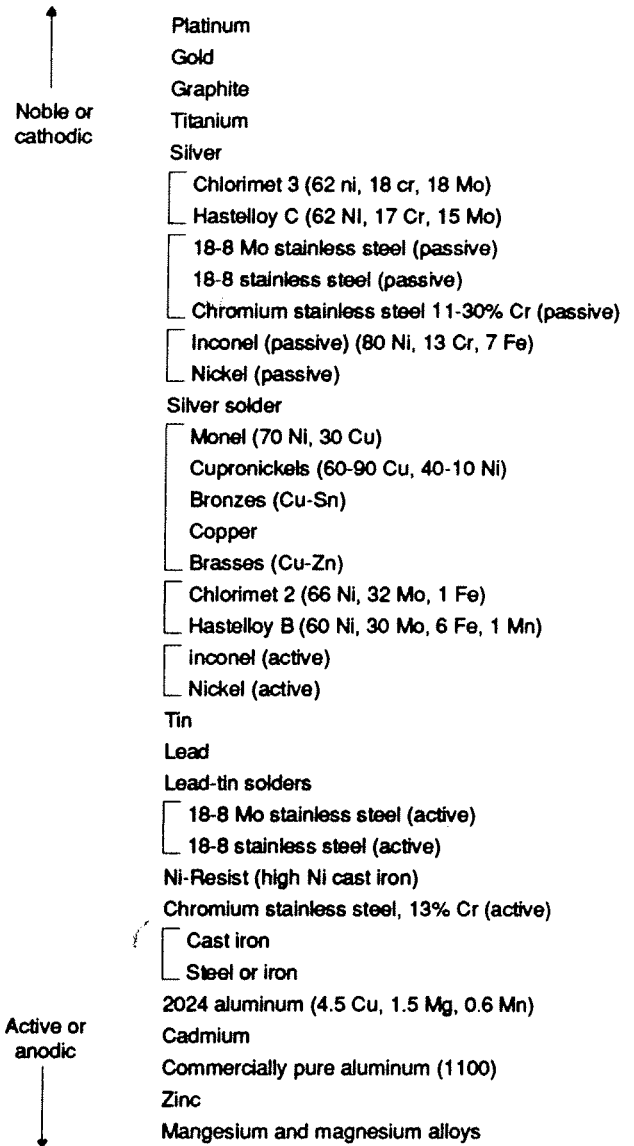 Platinum
Gold
Graphite
Noble or
cathodic
Titanium
Silver
Chlorimet 3 (62 ni, 18 cr, 18 Mo)
Hastelloy C (62 NI, 17 Cr, 15 Mo)
18-8 Mo stainless steel (passive)
18-8 stainless steel (passive)
Chromium stainless steel 11-30% Cr (passive)
Inconel (passive) (80 Ni, 13 Cr, 7 Fe)
Nickel (passive)
Silver solder
Monel (70 Ni, 30 Cu)
Cupronickels (60-90 Cu, 40-10 Ni)
Bronzes (Cu-Sn)
Copper
Brasses (Cu-Zn)
Chlorimet 2 (66 Ni, 32 Mo, 1 Fe)
Hastelloy B (60 Ni, 30 Mo, 6 Fe, 1 Mn)
inconel (active)
Nickel (active)
Tin
Lead
Lead-tin solders
18-8 Mo stainless steel (active)
18-8 stainless steel (active)
Ni-Resist (high Ni cast iron)
Chromium stainless steel, 13% Cr (active)
Cast iron
Steel or iron
2024 aluminum (4.5 Cu, 1.5 Mg, 0.6 Mn)
Active or
anodic
Cadmium
Commercially pure aluminum (1100)
Zinc
Mangesium and magnesium alloys